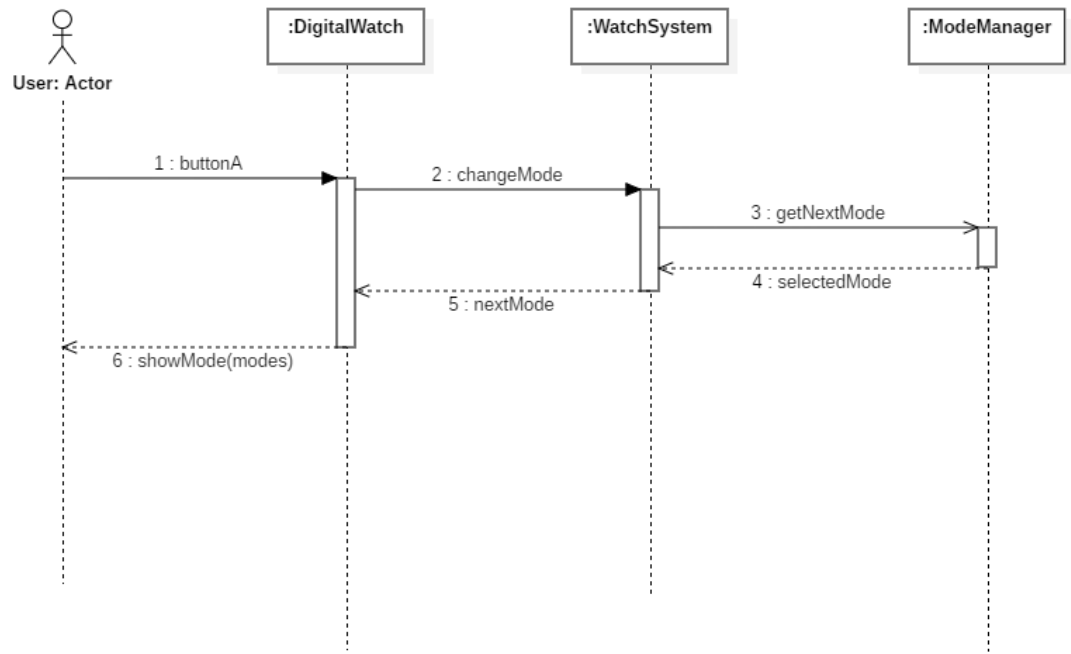 :DigitalWatch
:WatchSystem
:ModeManager
User: Actor
1 : buttonA
2 : changeMode
3 : getNextMode
4 : selectedMode
5 : nextMode
6 : showMode(modes)